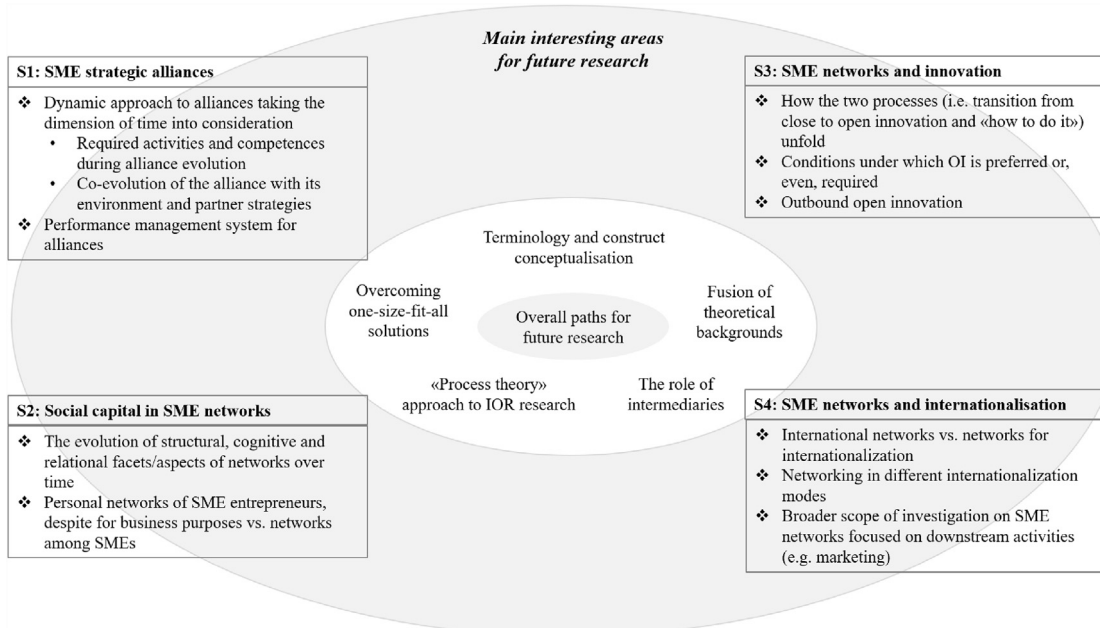 Main interesting areas
for future research
S1: SME strategic alliances
❖ Dynamic approach to alliances taking the
dimension of time into consideration
• Required activities and competences
during alliance evolution
• Co-evolution of the alliance with its
environment and partner strategies
❖ Performance management system for
alliances
S3: SME networks and innovation
❖ How the two processes (i.e. transition from
close to open innovation and «how to do it»)
unfold
❖ Conditions under which OI is preferred or,
even, required
❖ Outbound open innovation
Terminology and construct
conceptualisation
Overcoming
one-size-fit-all
solutions
Overall paths for
future research
Fusion of
theoretical
backgrounds
«Process theory»
approach to IOR research
The role of
intermediaries
S2: Social capital in SME networks
❖ The evolution of structural, cognitive and
relational facets/aspects of networks over
time
❖ Personal networks of SME entrepreneurs,
despite for business purposes vs. networks
among SMEs
S4: SME networks and internationalisation
❖ International networks vs. networks for
internationalization
❖ Networking in different internationalization
modes
❖ Broader scope of investigation on SME
networks focused on downstream activities
(e.g. marketing)